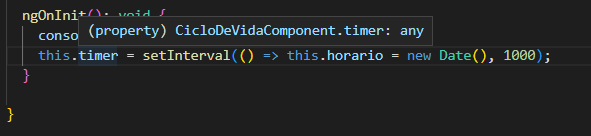 ngOnInit(): void {
(property) CicloDeVidaComponent.timer: any
conso
this.timer = setInterval(() => this.horario = new Date(), 1000);
}
}